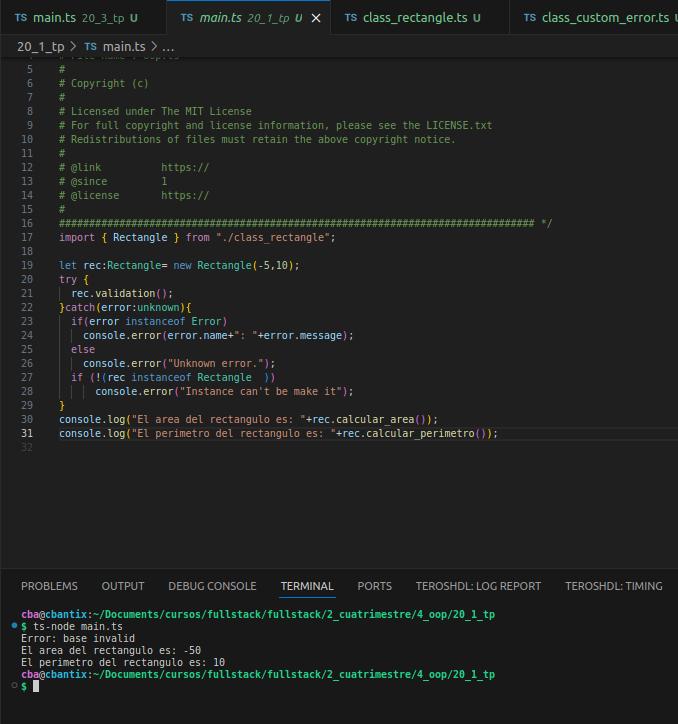 TS main.ts 20_3_tp U TS main.ts 20_1_tp U × TS class_rectangle.ts U TS class_custom_error.ts
20_1_tp > TS main.ts > ...
5 #
6 # Copyright (c)
7 #
8 # Licensed under The MIT License
9 # For full copyright and license information, please see the LICENSE.txt
10 # Redistributions of files must retain the above copyright notice.
11 #
12 # @link https://
13 # @since 1
14 # @license https://
15 #
16 ############################################################################### */
17 import { Rectangle } from "./class_rectangle";
18
19 let rec:Rectangle= new Rectangle(-5,10);
20 try {
21 rec.validation();
22 }catch(error:unknown){
23 if(error instanceof Error)
24 console.error(error.name+": "+error.message);
25 else
26 console.error("Unknown error.");
27 if (!(rec instanceof Rectangle ))
28 console.error("Instance can't be make it");
29 }
30 console.log("El area del rectangulo es: "+rec.calcular_area());
31 console.log("El perimetro del rectangulo es: "+rec.calcular_perimetro());
32
PROBLEMS OUTPUT DEBUG CONSOLE TERMINAL PORTS TEROSHDL: LOG REPORT TEROSHDL: TIMING
cba@cbantix:~/Documents/cursos/fullstack/fullstack/2_cuatrimestre/4_oop/20_1_tp
$ ts-node main.ts
Error: base invalid
El area del rectangulo es: -50
El perimetro del rectangulo es: 10
cba@cbantix:~/Documents/cursos/fullstack/fullstack/2_cuatrimestre/4_oop/20_1_tp
$